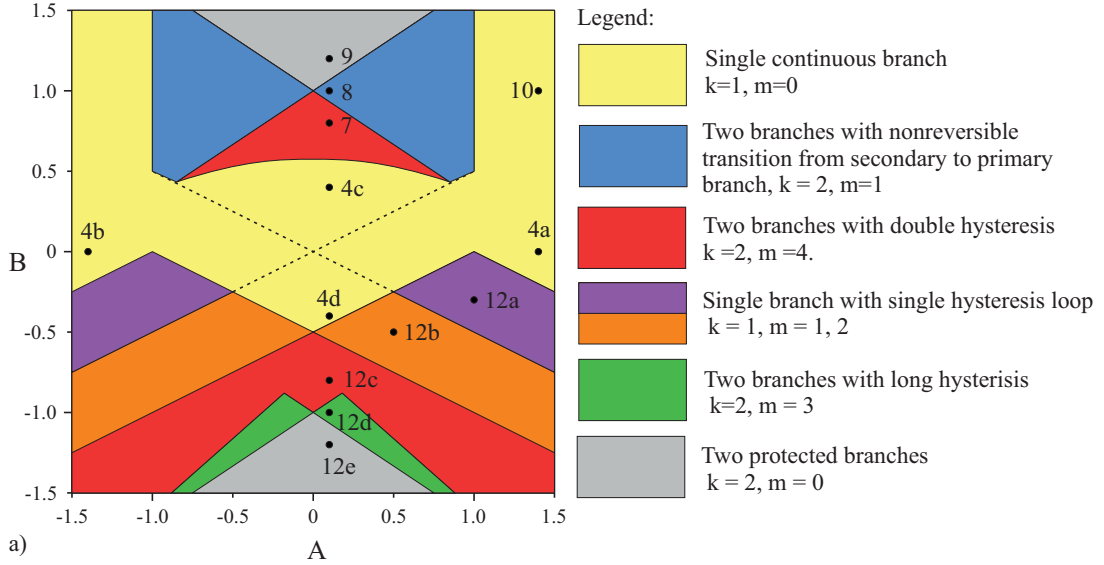 1.5
1.0
0.5
0
-0.5
-1.0
-1.5
B
-1.5
-1.0
-0.5
0
0.5
1.0
1.5
A
a)
9
8
10
7
4c
4b
4a
4d
12a
12b
12c
12d
12e
Legend:
Single continuous branch
k=1, m=0
Two branches with nonreversible
transition from secondary to primary
branch, k = 2, m=1
Two branches with double hysteresis
k =2, m =4.
Single branch with single hysteresis loop
k = 1, m = 1, 2
Two branches with long hysterisis
k=2, m = 3
Two protected branches
k = 2, m = 0